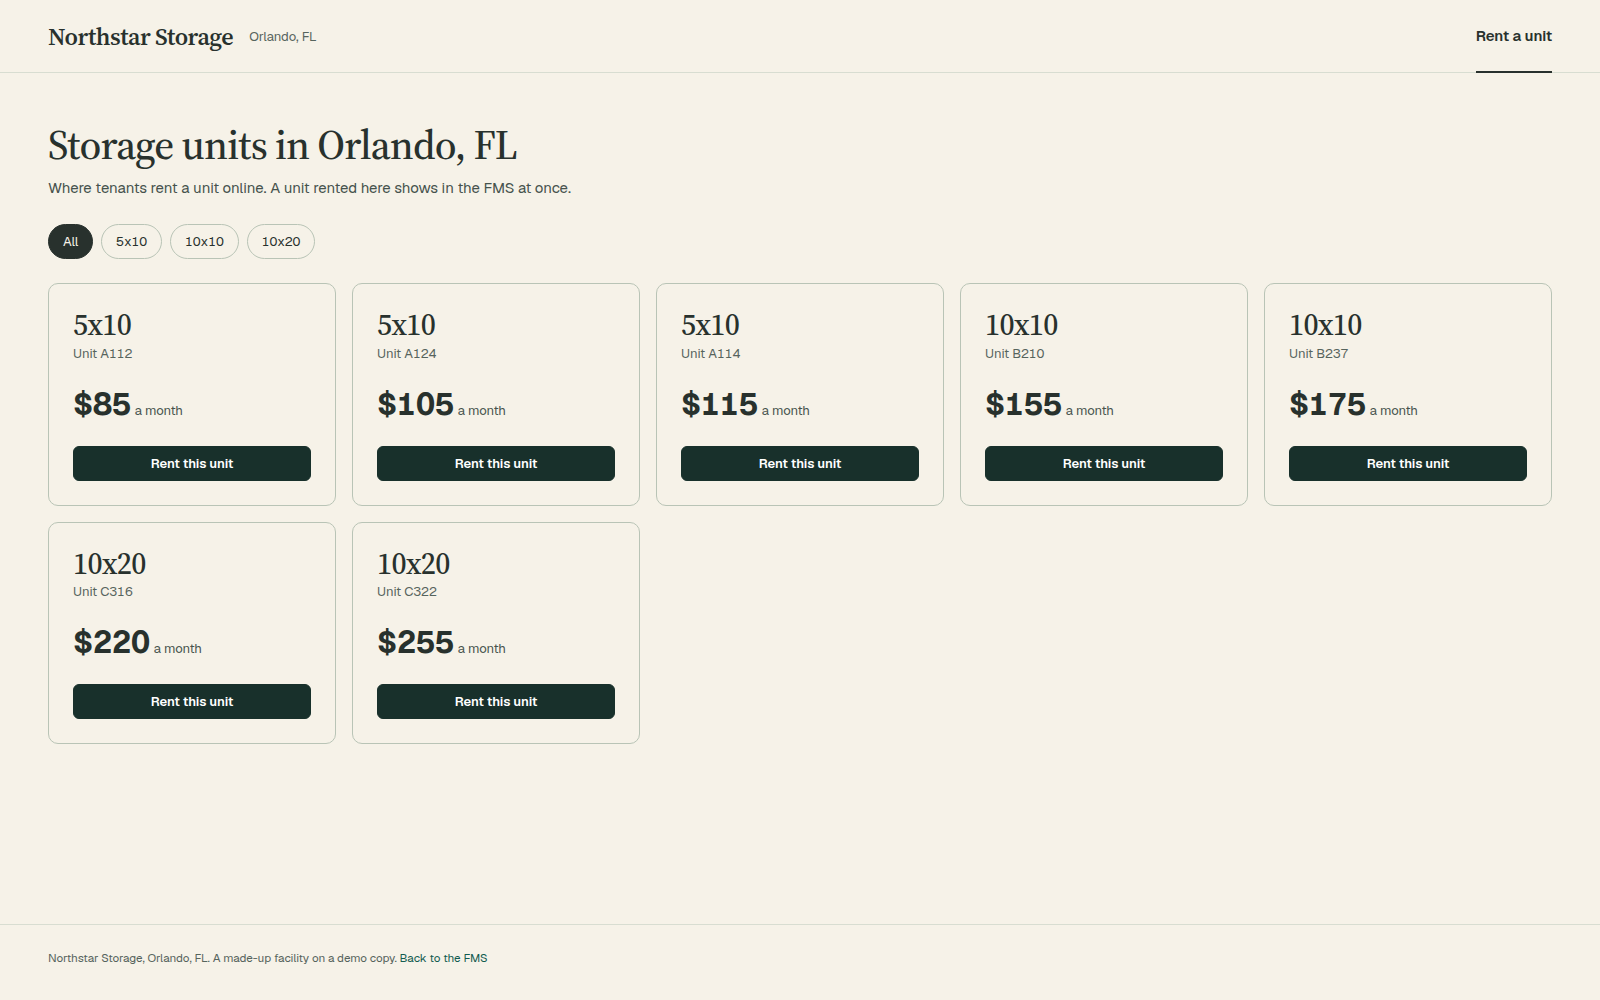 Northstar Storage Orlando, FL Rent a unit
Storage units in Orlando, FL
Where tenants rent a unit online. A unit rented here shows in the FMS at once.
All 5x10 10x10 10x20
5x10
Unit A112
$85 a month
Rent this unit
5x10
Unit A124
$105 a month
Rent this unit
5x10
Unit A114
$115 a month
Rent this unit
10x10
Unit B210
$155 a month
Rent this unit
10x10
Unit B237
$175 a month
Rent this unit
10x20
Unit C316
$220 a month
Rent this unit
10x20
Unit C322
$255 a month
Rent this unit
Northstar Storage, Orlando, FL. A made-up facility on a demo copy. Back to the FMS